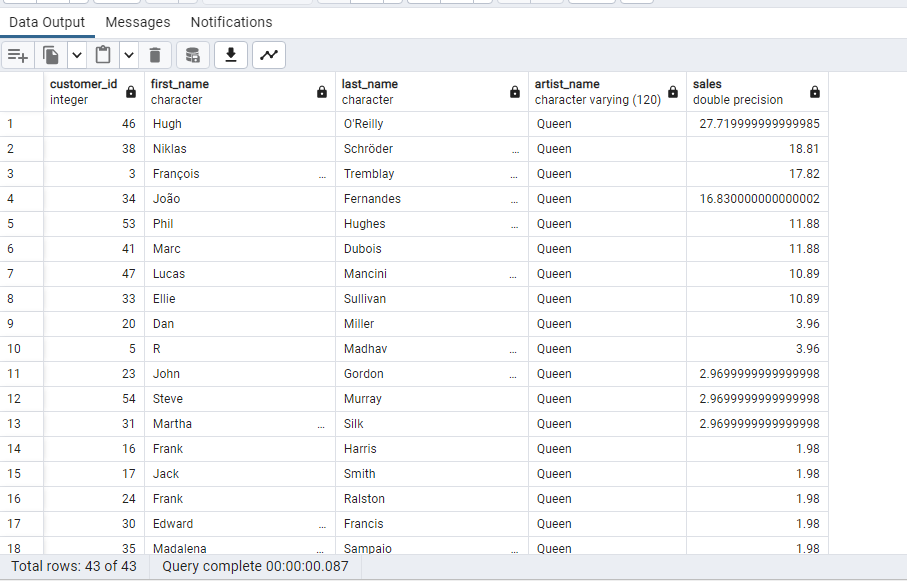 Data Output Messages Notifications
customer_id first_name last_name artist_name sales
integer character character character varying (120) double precision
1 46 Hugh O'Reilly Queen 27.719999999999985
2 38 Niklas Schröder ... Queen 18.81
3 3 François ... Tremblay ... Queen 17.82
4 34 João Fernandes ... Queen 16.830000000000002
5 53 Phil Hughes ... Queen 11.88
6 41 Marc Dubois Queen 11.88
7 47 Lucas Mancini ... Queen 10.89
8 33 Ellie Sullivan Queen 10.89
9 20 Dan Miller Queen 3.96
10 5 R Madhav ... Queen 3.96
11 23 John Gordon ... Queen 2.9699999999999998
12 54 Steve Murray Queen 2.9699999999999998
13 31 Martha ... Silk Queen 2.9699999999999998
14 16 Frank Harris Queen 1.98
15 17 Jack Smith Queen 1.98
16 24 Frank Ralston Queen 1.98
17 30 Edward ... Francis Queen 1.98
18 35 Madalena ... Sampaio ... Queen 1.98
Total rows: 43 of 43 Query complete 00:00:00.087